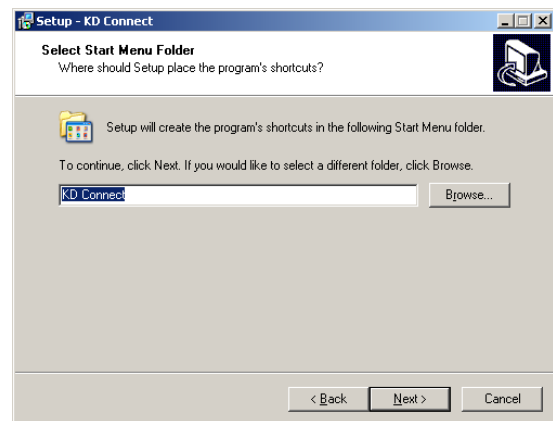 Setup - KD Connect
Select Start Menu Folder
Where should Setup place the program's shortcuts?
Setup will create the program's shortcuts in the following Start Menu folder.
To continue, click Next. If you would like to select a different folder, click Browse.
KD Connect
Browse...
< Back
Next >
Cancel